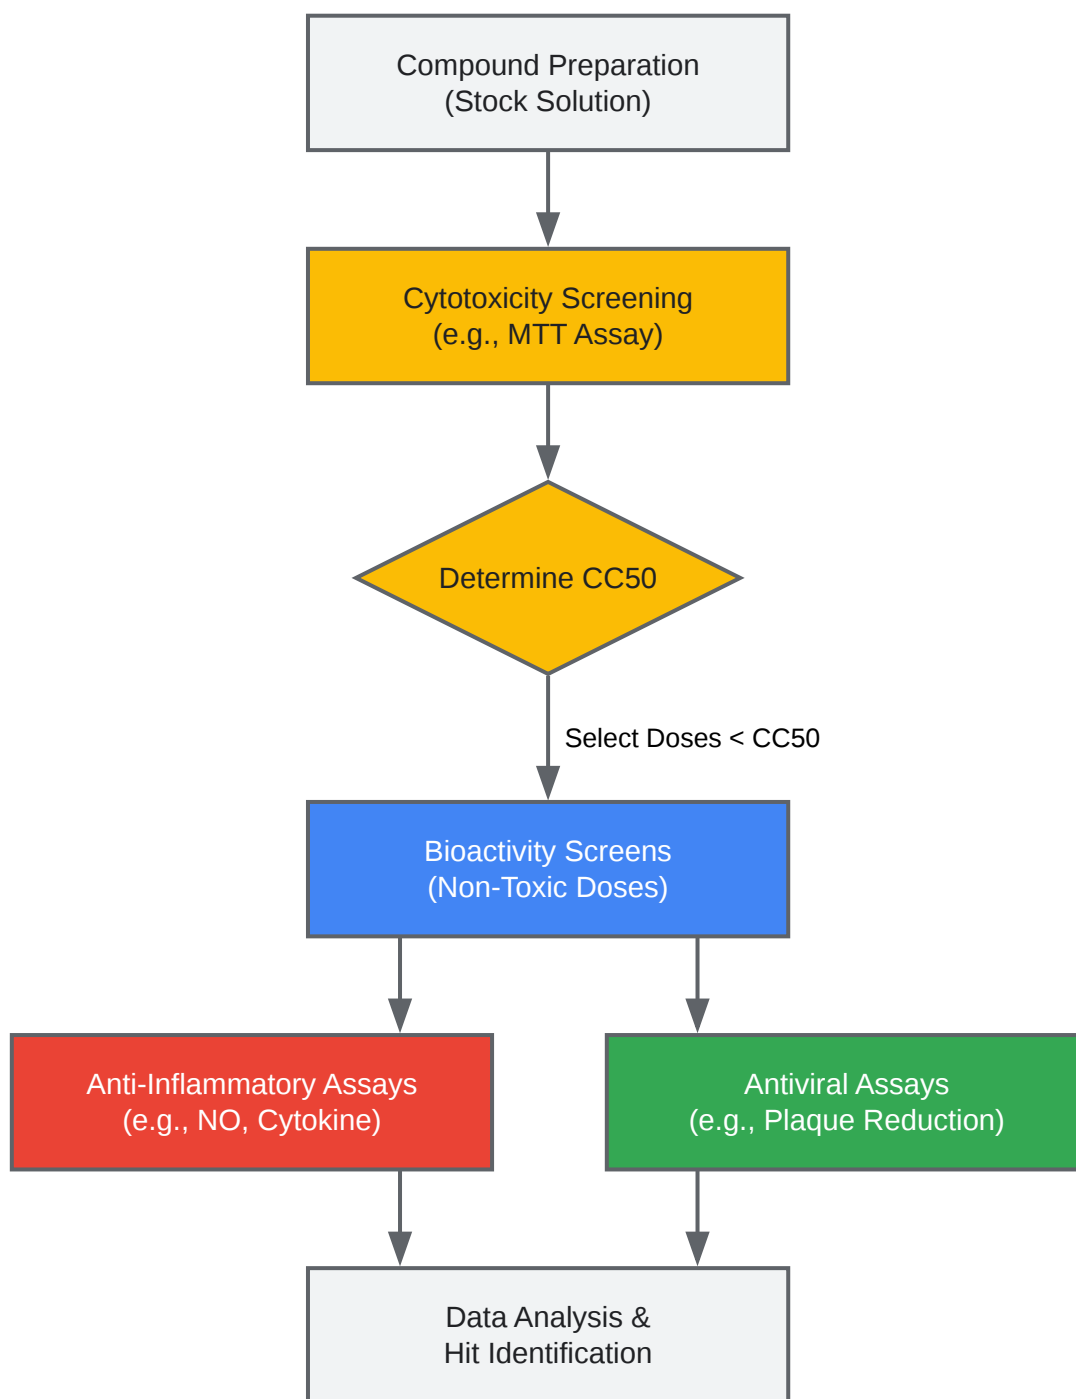 Compound Preparation
(Stock Solution)
Cytotoxicity Screening
(e.g., MTT Assay)
Determine CC50
Select Doses < CC50
Bioactivity Screens
(Non-Toxic Doses)
Anti-Inflammatory Assays
(e.g., NO, Cytokine)
Antiviral Assays
(e.g., Plaque Reduction)
Data Analysis &
Hit Identification